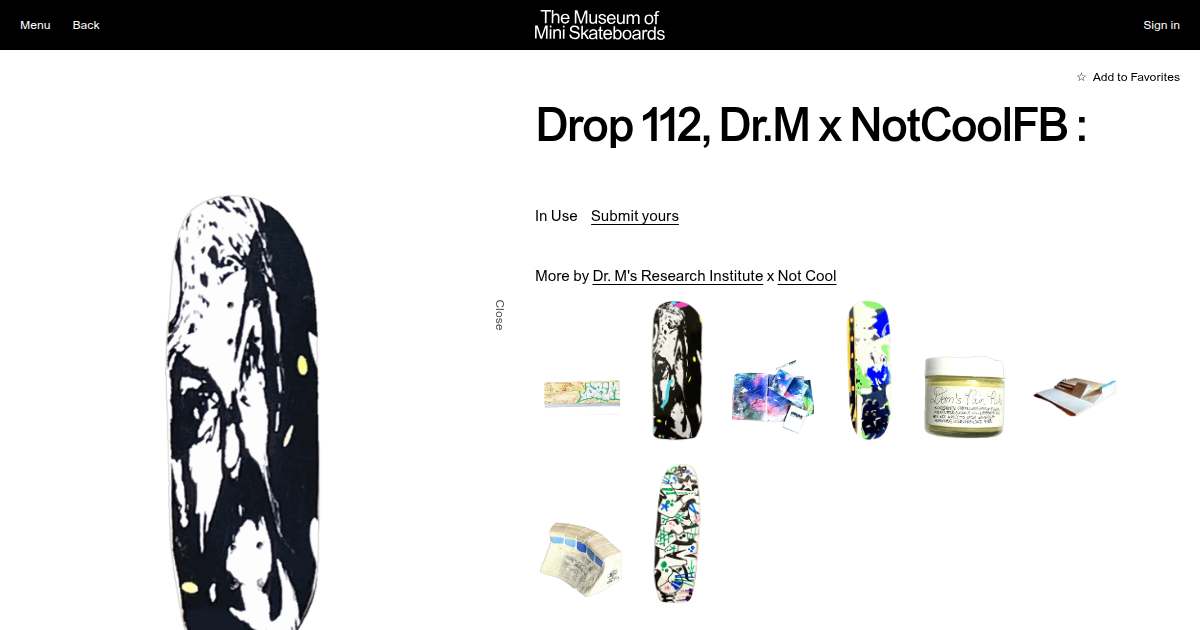 Menu
Back
The Museum of
Mini Skateboards
Sign in
☆ Add to Favorites
Drop 112, Dr.M x NotCoolFB :
In Use
Submit yours
More by Dr. M's Research Institute x Not Cool
Close